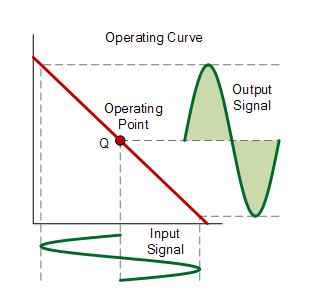 Operating Curve
Output
Signal
Operating
Point
Q
Input
Signal